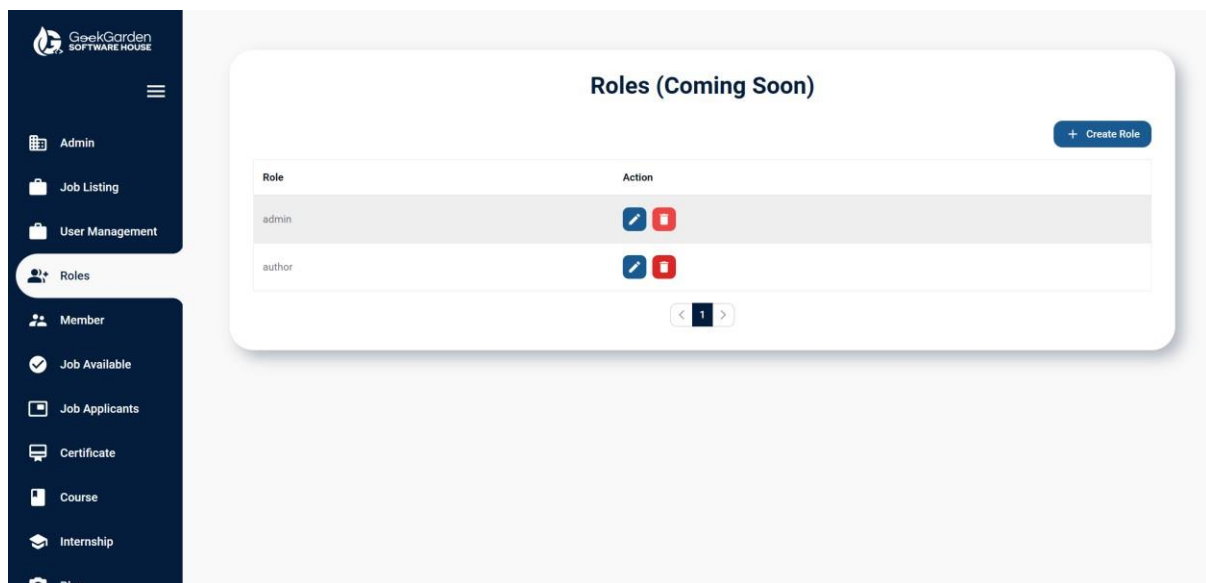 GeekGarden
SOFTWARE HOUSE
Admin
Job Listing
User Management
Roles
Member
Job Available
Job Applicants
Certificate
Course
Internship
Roles (Coming Soon)
+ Create Role
Role Action
admin
author
< 1 >